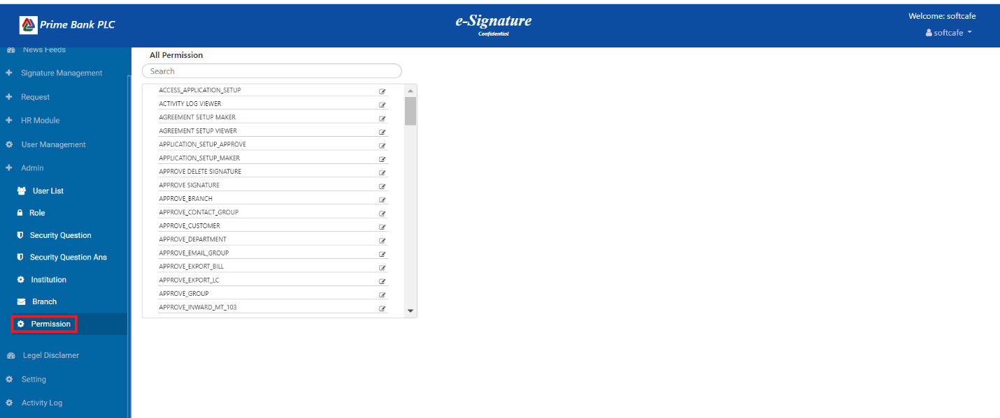 Prime Bank PLC
e-Signature
Confidential
Welcome: softcafe
softcafe
News Feeds
Signature Management
Request
HR Module
User Management
Admin
User List
Role
Security Question
Security Question Ans
Institution
Branch
Permission
Legel Disclamer
Setting
Activity Log
All Permission
Search
ACCESS_APPLICATION_SETUP
ACTIVITY LOG VIEWER
AGREEMENT SETUP MAKER
AGREEMENT SETUP VIEWER
APPLICATION_SETUP_APPROVE
APPLICATION_SETUP_MAKER
APPROVE DELETE SIGNATURE
APPROVE SIGNATURE
APPROVE_BRANCH
APPROVE_CONTACT_GROUP
APPROVE_CUSTOMER
APPROVE_DEPARTMENT
APPROVE_EMAIL_GROUP
APPROVE_EXPORT_BILL
APPROVE_EXPORT_LC
APPROVE_GROUP
APPROVE_INWARD_MT_103